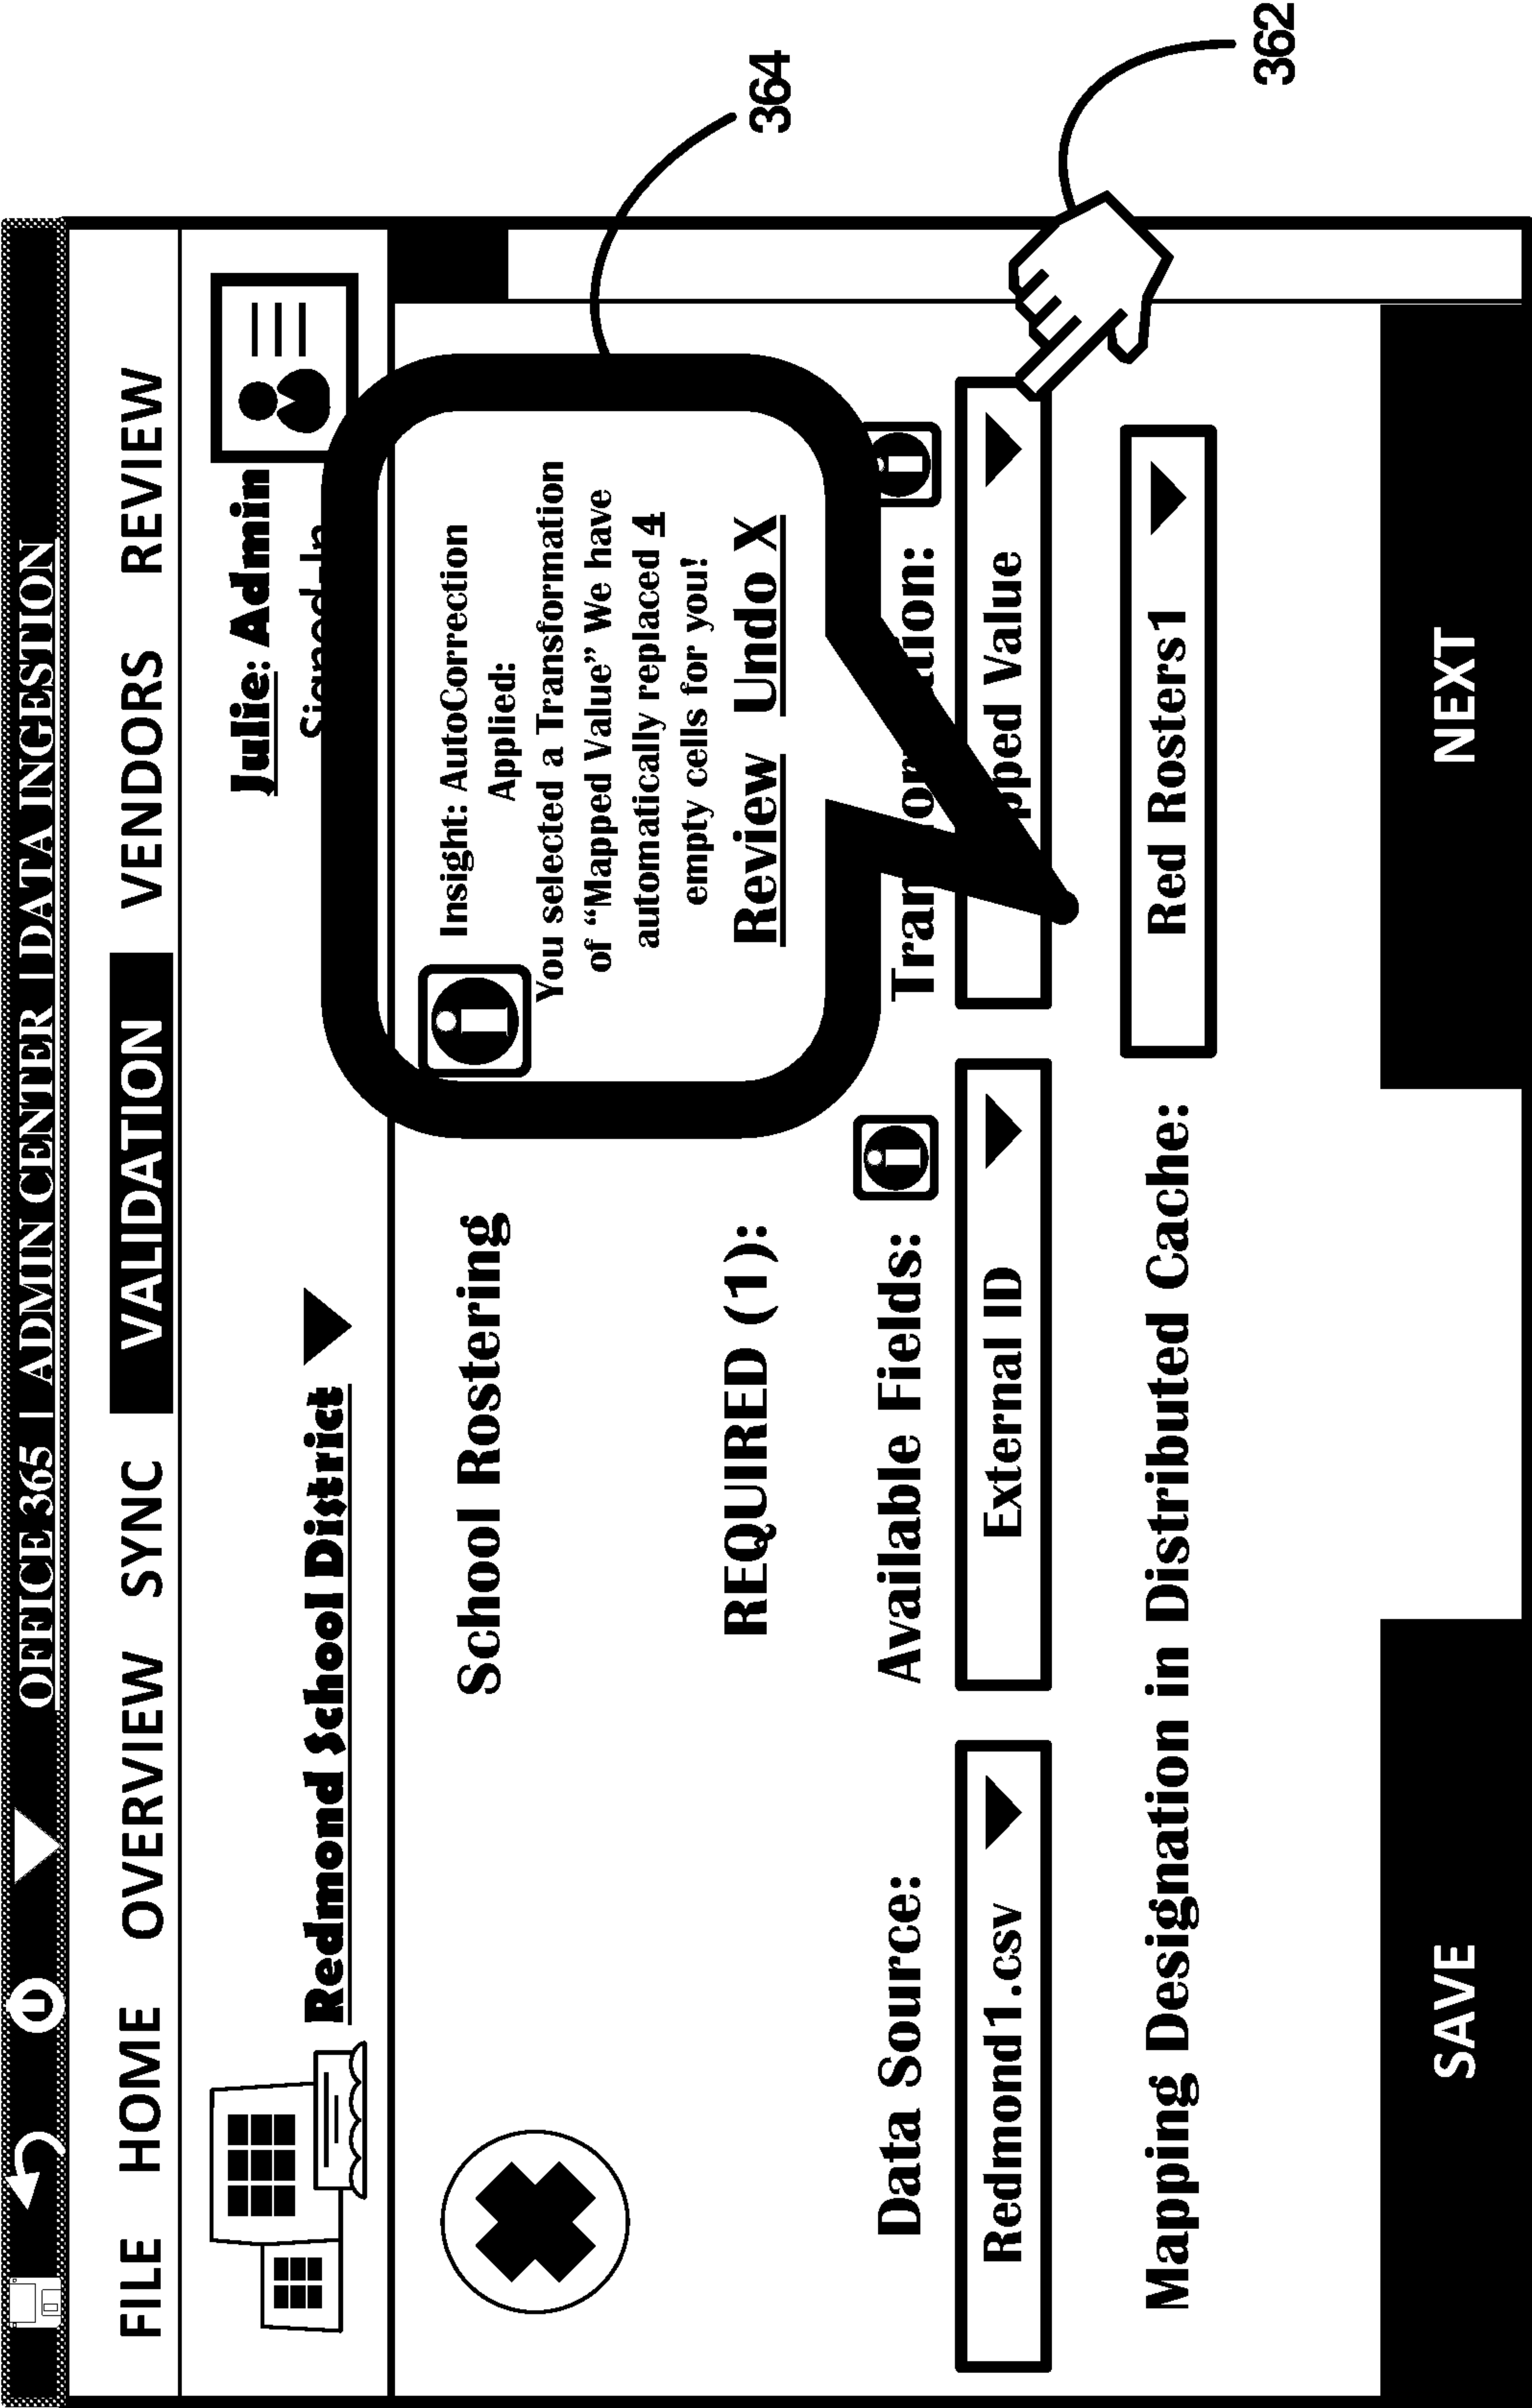 OFFICE 365 | ADMIN CENTER | DATA INGESTION
FILE HOME OVERVIEW SYNC VALIDATION VENDORS REVIEW
Julie: Admin
Redmond School District
School Rostering
Insight: AutoCorrection
Applied:
You selected a Transformation
of “Mapped Value” We have
automatically replaced 4
empty cells for you!
Review Undo X
364
REQUIRED (1):
Data Source: Available Fields:
Redmond1.csv External ID Value
362
Mapping Designation in Distributed Cache: Red Rosters1
SAVE NEXT